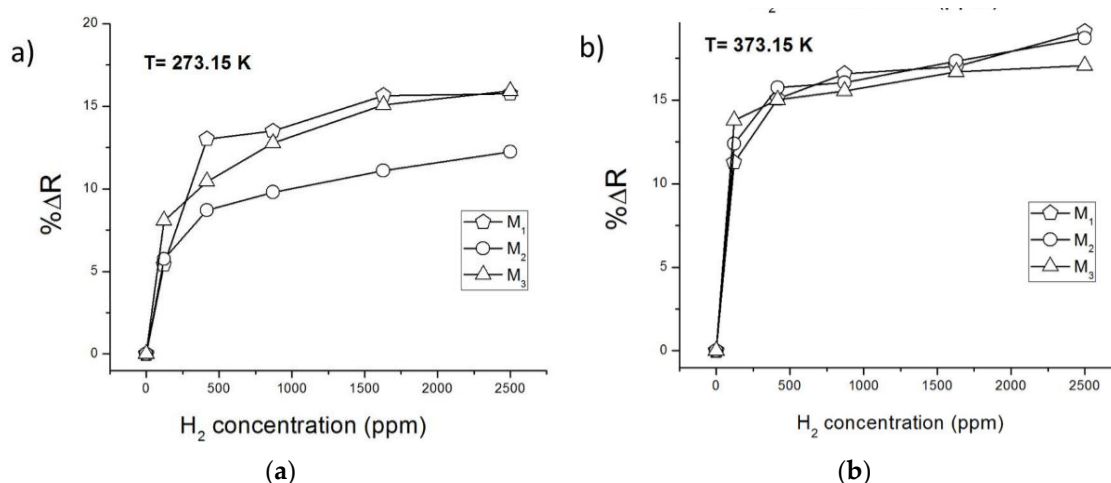 a)
T= 273.15 K
20
15
10
5
0
%ΔR
M1
M2
M3
0 500 1000 1500 2000 2500
H2 concentration (ppm)
(a)
b)
T= 373.15 K
15
10
5
0
%ΔR
M1
M2
M3
0 500 1000 1500 2000 2500
H2 concentration (ppm)
(b)